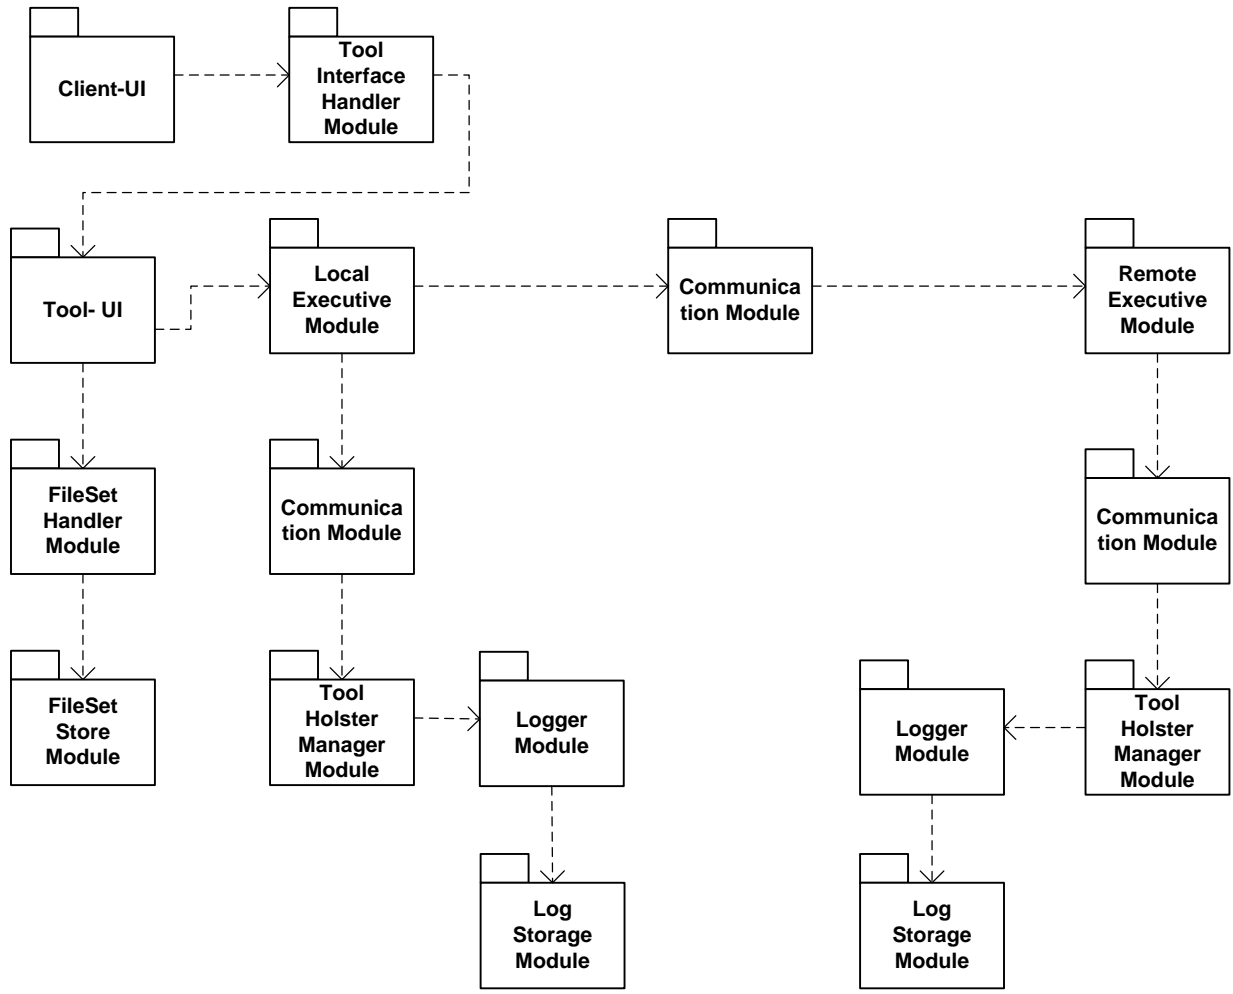 Client-UI
Tool
Interface
Handler
Module
Tool- UI
Local
Executive
Module
Communica
tion Module
Remote
Executive
Module
FileSet
Handler
Module
Communica
tion Module
Communica
tion Module
FileSet
Store
Module
Tool
Holster
Manager
Module
Logger
Module
Logger
Module
Tool
Holster
Manager
Module
Log
Storage
Module
Log
Storage
Module